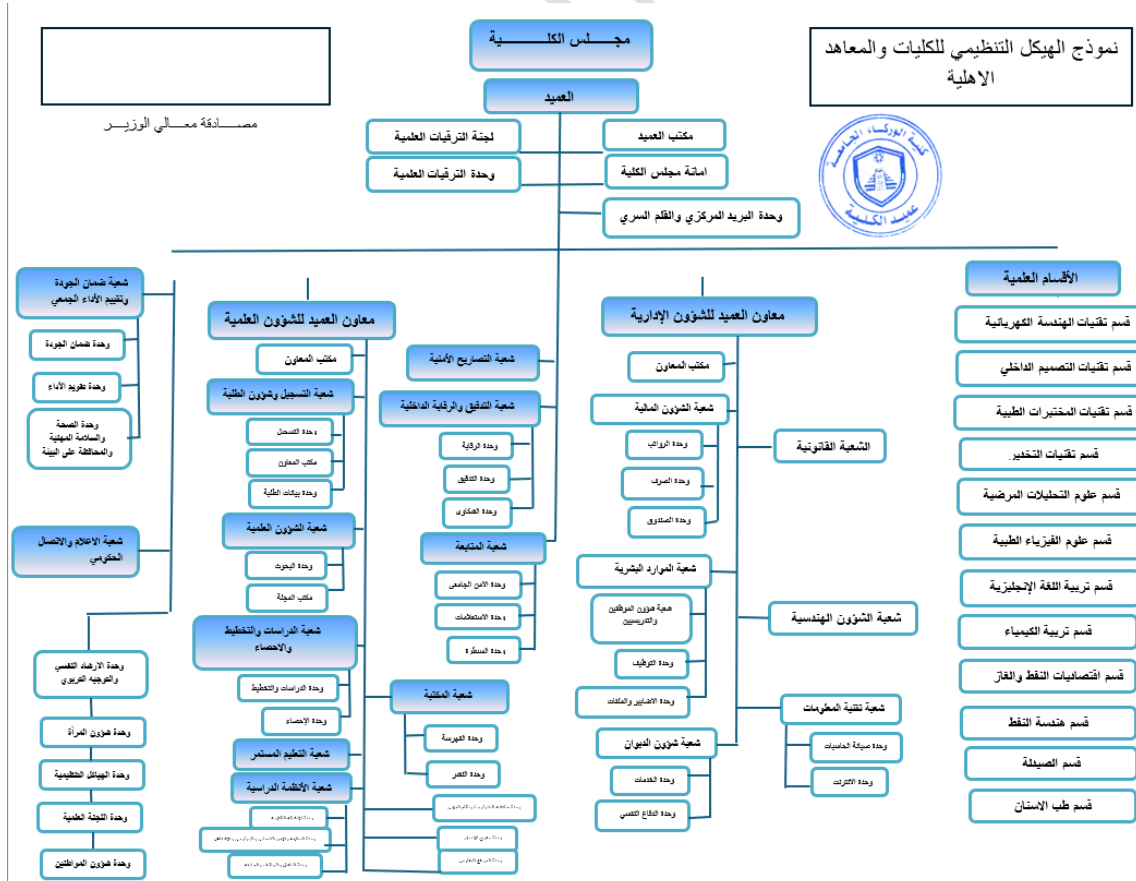 مجـــلس الكلـــــــية
نموذج الهيكل التنظيمي للكليات والمعاهد
الاهلية
العميد
مصـــــادقة معـــالي الوزيـــر
مكتب العميد
لجنة الترقيات العلمية
امانة مجلس الكلية
وحدة الترقيات العلمية
وحدة البريد المركزي والقلم السري
كلية الوركاء الجامعة
عميد الكلية
الأقسام العلمية
قسم تقنيات الهندسة الكهربائية
قسم تقنيات التصميم الداخلي
قسم تقنيات المختبرات الطبية
قسم تقنيات التخدير
قسم علوم التحليلات المرضية
قسم علوم الفيزياء الطبية
قسم تربية اللغة الإنجليزية
قسم تربية الكيمياء
قسم اقتصاديات النفط والغاز
قسم هندسة النفط
قسم الصيدلة
قسم طب الاسنان
معاون العميد للشؤون الإدارية
مكتب المعاون
شعبة الشؤون المالية
وحدة الرواتب
وحدة الصرف
وحدة الصندوق
الشعبة القانونية
شعبة الموارد البشرية
شعبة شؤون الموظفين
والتدريسيين
وحدة التوظيف
وحدة الاضابير والملفات
شعبة الشؤون الهندسية
شعبة تقنية المعلومات
وحدة صيانة الحاسبات
وحدة الانترنت
شعبة شؤون الديوان
وحدة الخدمات
وحدة الدفاع النفسي
شعبة التصاريح الأمنية
شعبة التدقيق والرقابة الداخلية
وحدة الرقابة
وحدة التدقيق
وحدة الشكاوى
شعبة المتابعة
وحدة الامن الجامعي
وحدة الاستعلامات
وحدة السيطرة
معاون العميد للشؤون العلمية
مكتب المعاون
شعبة التسجيل وشؤون الطلبة
وحدة التسجيل
مكتب المعاون
وحدة بيانات الطلبة
شعبة الشؤون العلمية
وحدة البحوث
مكتب المجلة
شعبة الدراسات والتخطيط
والاحصاء
وحدة الدراسات والتخطيط
وحدة الإحصاء
شعبة المكتبة
وحدة الفهرسة
وحدة النشر
شعبة التعليم المستمر
شعبة الأنظمة الدراسية
شعبة ضمان الجودة
وتقييم الأداء الجمعي
وحدة ضمان الجودة
وحدة تقويم الأداء
وحدة الصحة
والسلامة المهنية
والمحافظة على البيئة
شعبة الاعلام والاتصال
الحكومي
وحدة الارشاد النفسي
والتوجيه التربوي
وحدة شؤون المرأة
وحدة الهياكل التنظيمية
وحدة اللجنة العلمية
وحدة شؤون المواطنين